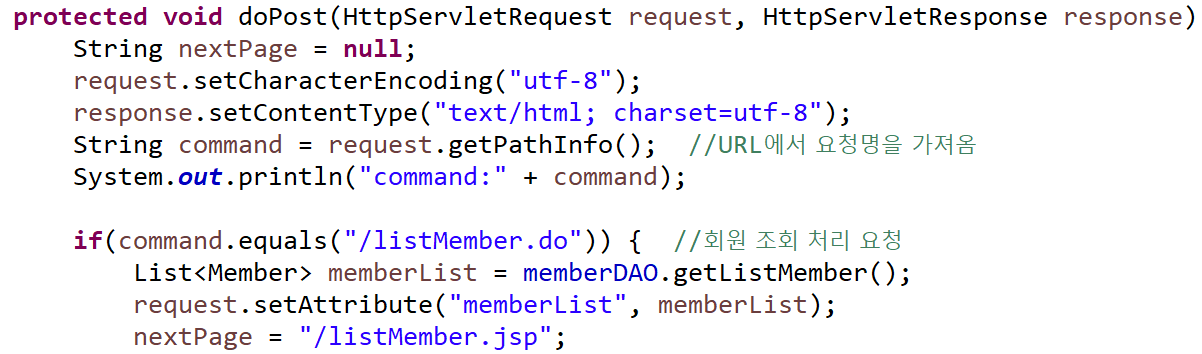 protected void doPost(HttpServletRequest request, HttpServletResponse response)
String nextPage = null;
request.setCharacterEncoding("utf-8");
response.setContentType("text/html; charset=utf-8");
String command = request.getPathInfo();  //URL에서 요청명을 가져옴
System.out.println("command:" + command);
if(command.equals("/listMember.do")) {  //회원 조회 처리 요청
List<Member> memberList = memberDAO.getListMember();
request.setAttribute("memberList", memberList);
nextPage = "/listMember.jsp";